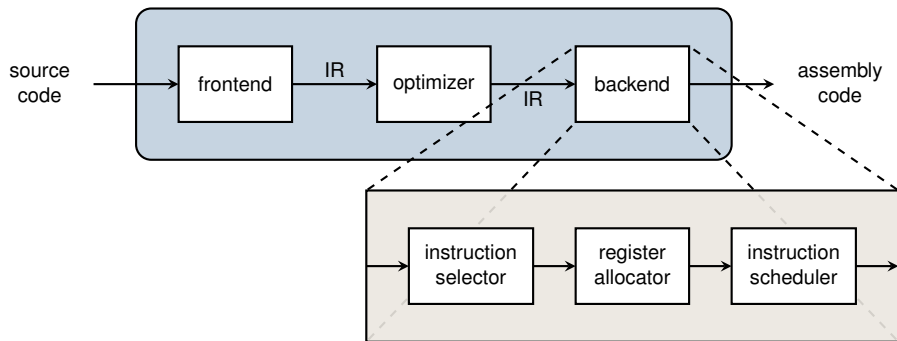 source
code
frontend
IR
optimizer
IR
backend
assembly
code
instruction
selector
register
allocator
instruction
scheduler